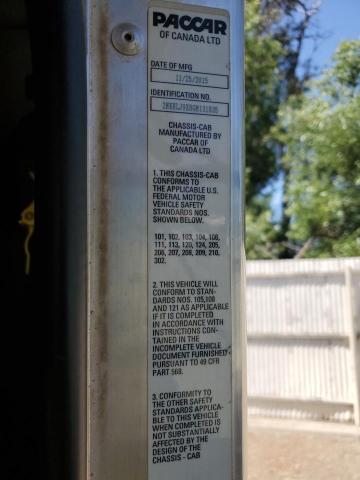 PACCAR
OF CANADA LTD
DATE OF MFG
11/25/2015
IDENTIFICATION NO.
CHASSIS-CAB
MANUFACTURED BY
PACCAR OF
CANADA LTD
1. THIS CHASSIS-CAB
CONFORMS TO
THE APPLICABLE U.S.
FEDERAL MOTOR
VEHICLE SAFETY
STANDARDS NOS.
SHOWN BELOW.
101, 102, 103, 104, 106,
111, 113, 120, 124, 205,
206, 207, 208, 209, 210,
302.
2. THIS VEHICLE WILL
CONFORM TO STAN-
DARDS NOS. 105,108
AND 121 AS APPLICABLE
IF IT IS COMPLETED
IN ACCORDANCE WITH
INSTRUCTIONS CON-
TAINED IN THE
INCOMPLETE VEHICLE
DOCUMENT FURNISHED
PURSUANT TO 49 CFR
PART 568.
3. CONFORMITY TO
THE OTHER SAFETY
STANDARDS APPLICA-
BLE TO THIS VEHICLE
WHEN COMPLETED IS
NOT SUBSTANTIALLY
AFFECTED BY THE
DESIGN OF THE
CHASSIS - CAB